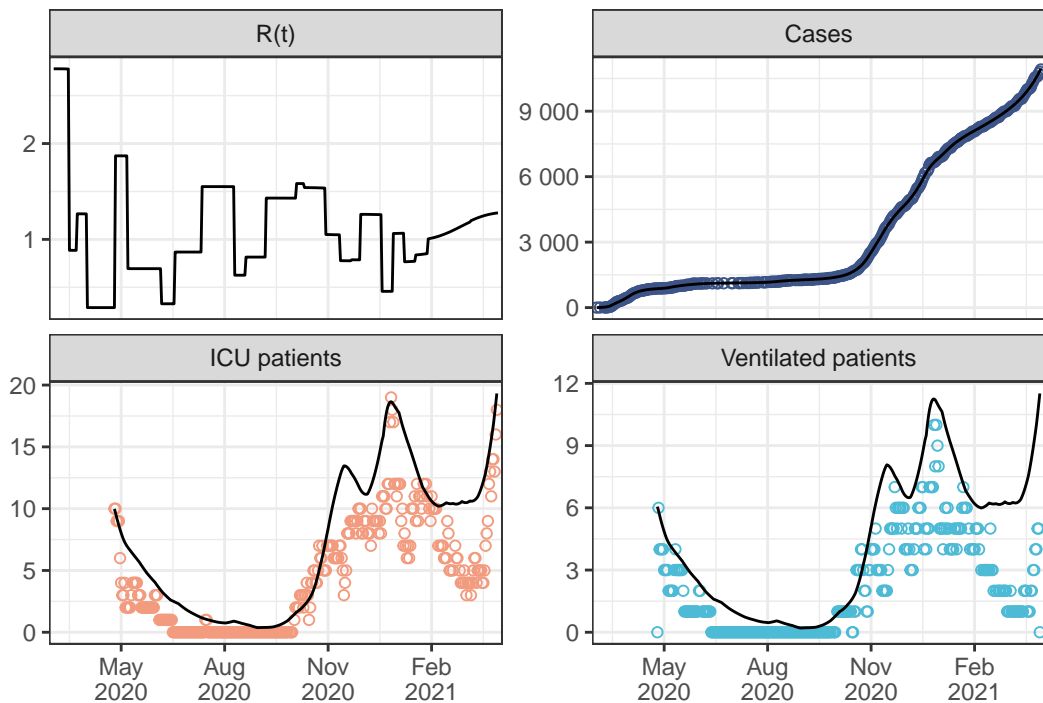 R(t)
Cases
2
1
9 000
6 000
3 000
0
ICU patients
Ventilated patients
20
15
10
5
0
12
9
6
3
0
May Aug Nov Feb
2020 2020 2020 2021
May Aug Nov Feb
2020 2020 2020 2021